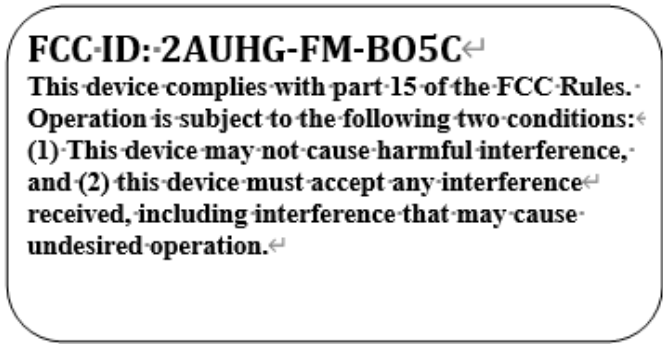 FCC ID: 2AUHG-FM-BO5C
This device complies with part 15 of the FCC Rules.
Operation is subject to the following two conditions:
(1) This device may not cause harmful interference,
and (2) this device must accept any interference
received, including interference that may cause
undesired operation.